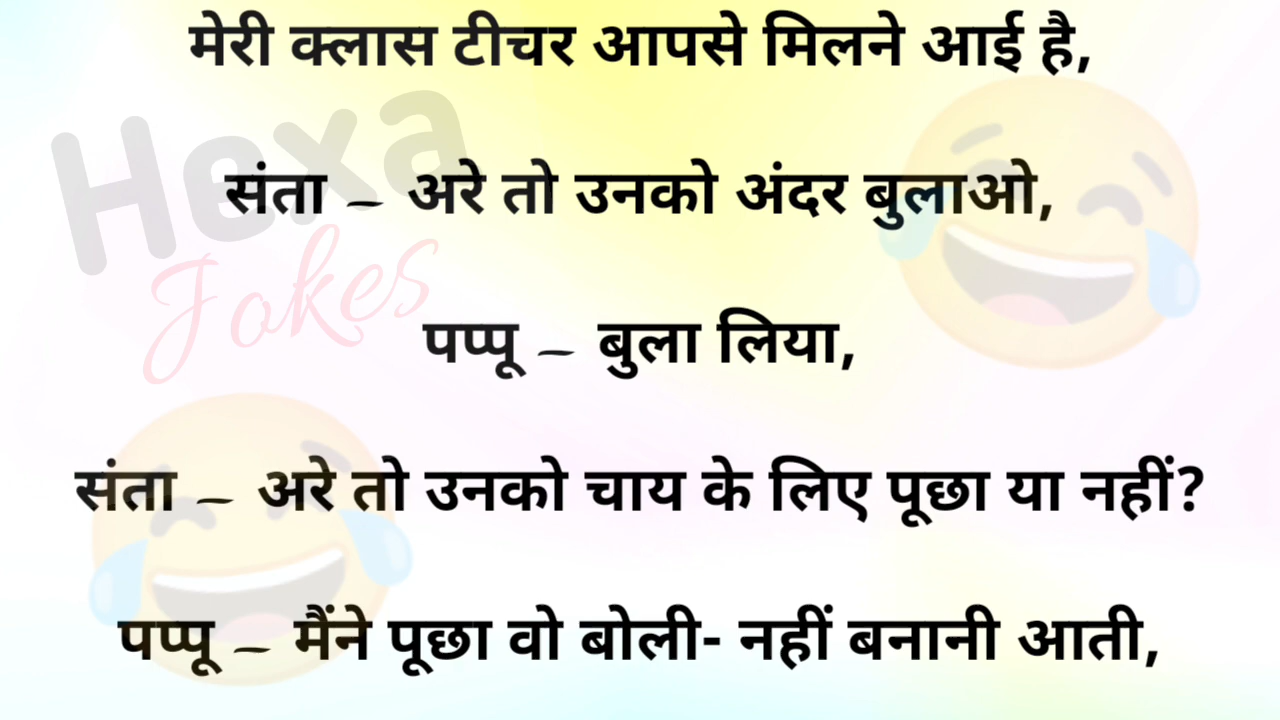 मेरी क्लास टीचर आपसे मिलने आई है,
Hexa
Jokes
संता – अरे तो उनको अंदर बुलाओ,
पप्पू – बुला लिया,
संता – अरे तो उनको चाय के लिए पूछा या नहीं?
पप्पू – मैंने पूछा वो बोली- नहीं बनानी आती,